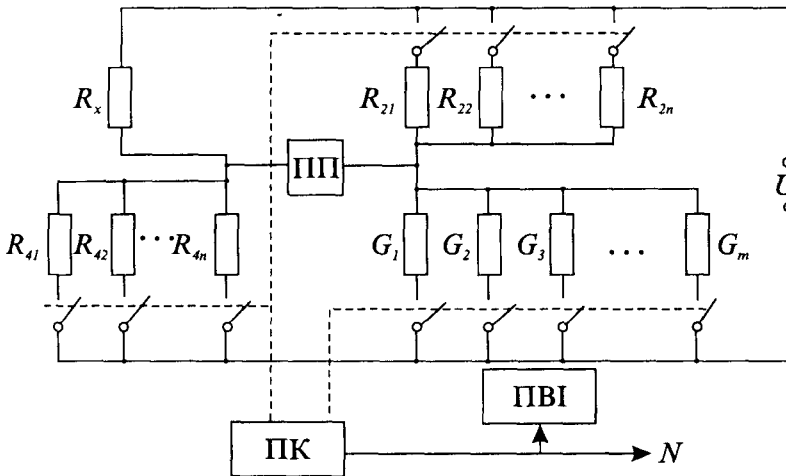 Rₓ
R₂₁ R₂₂ ... R₂ₙ
ПП
U
R₄₁ R₄₂ ... R₄ₙ
G₁ G₂ G₃ ... Gₘ
ПВІ
ПК
N